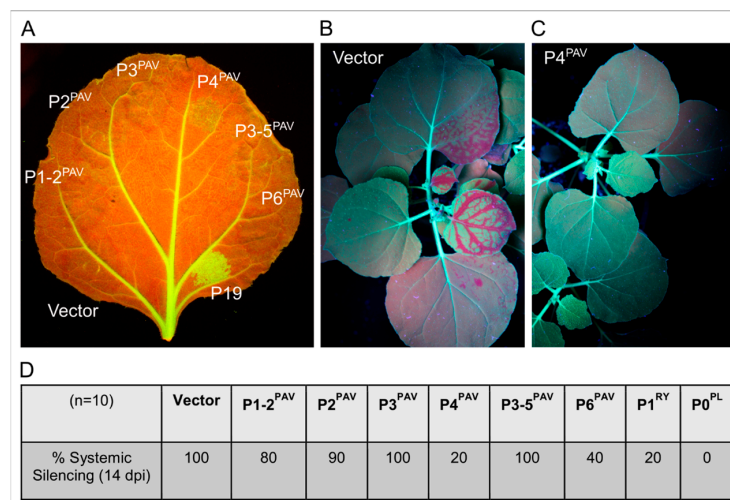 A
B
C
Vector
P4PAV
P3PAV
P4PAV
P2PAV
P3-5PAV
P1-2PAV
P6PAV
P19
Vector
D
(n=10) Vector P1-2PAV P2PAV P3PAV P4PAV P3-5PAV P6PAV P1RY P0PL
% Systemic
Silencing (14 dpi) 100 80 90 100 20 100 40 20 0